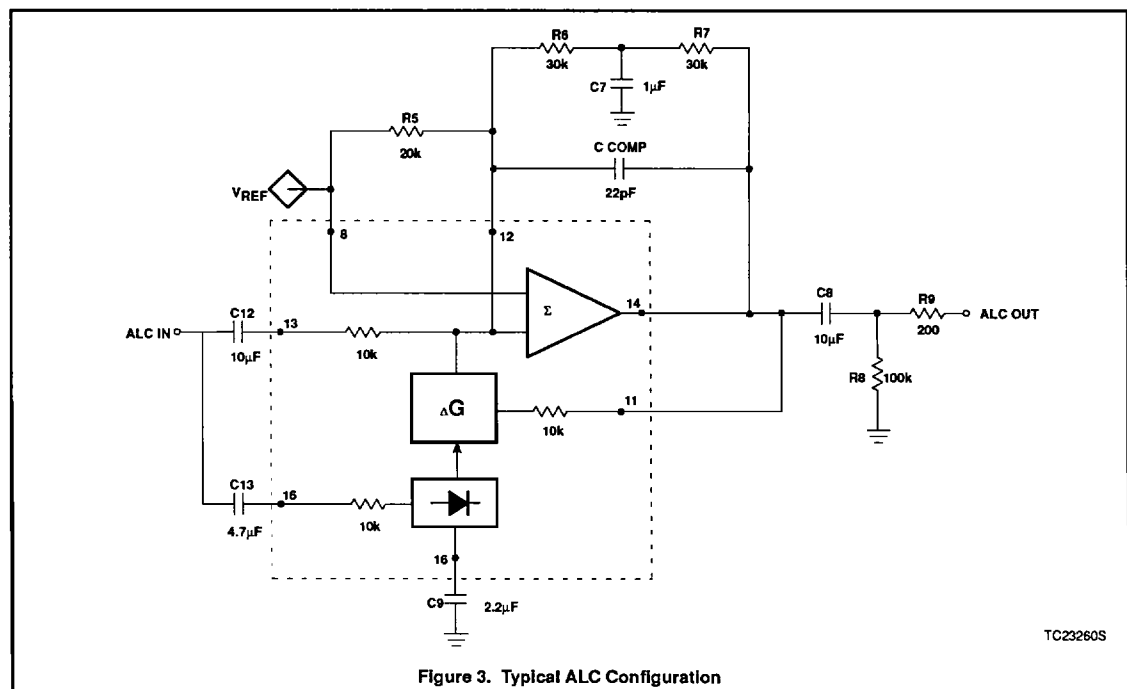 R6
30k
R7
30k
C7
1µF
R5
20k
C COMP
22pF
VREF
8
12
C12
10µF
ALC IN
13
10k
Σ
14
C8
10µF
R9
200
ALC OUT
R8
100k
ΔG
10k
11
C13
4.7µF
16
10k
16
C9
2.2µF
TC23260S
Figure 3. Typical ALC Configuration